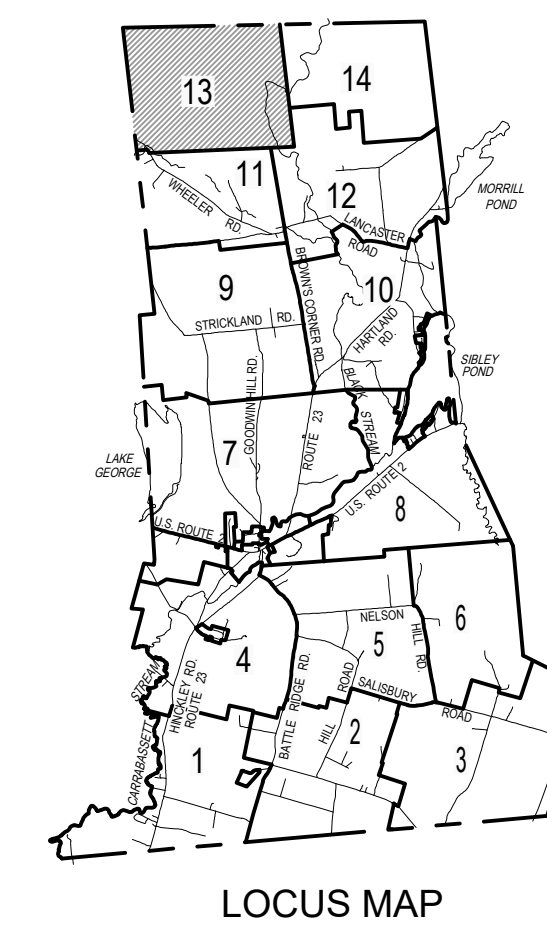 13
14
11
WHEELER
RD.
12
MORRILL
POND
LANCASTER
ROAD
9
BROWN'S CORNER RD.
10
STRICKLAND RD.
HARTLAND
RD.
SIBLEY
POND
GOODWIN HILL RD.
BLACK
STREAM
ROUTE 23
7
LAKE
GEORGE
U.S. ROUTE 2
U.S. ROUTE 2
8
NELSON
HILL RD.
6
5
4
BATTLE RIDGE RD.
HILL ROAD
SALISBURY
ROAD
HINCKLEY RD.
ROUTE 23
CARRABASSETT STREAM
1
2
3
LOCUS MAP